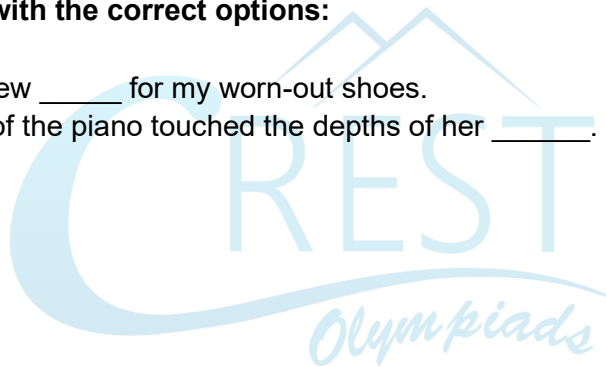 with the correct options:
ew _____ for my worn-out shoes.
of the piano touched the depths of her ______.
CREST
Olympiads